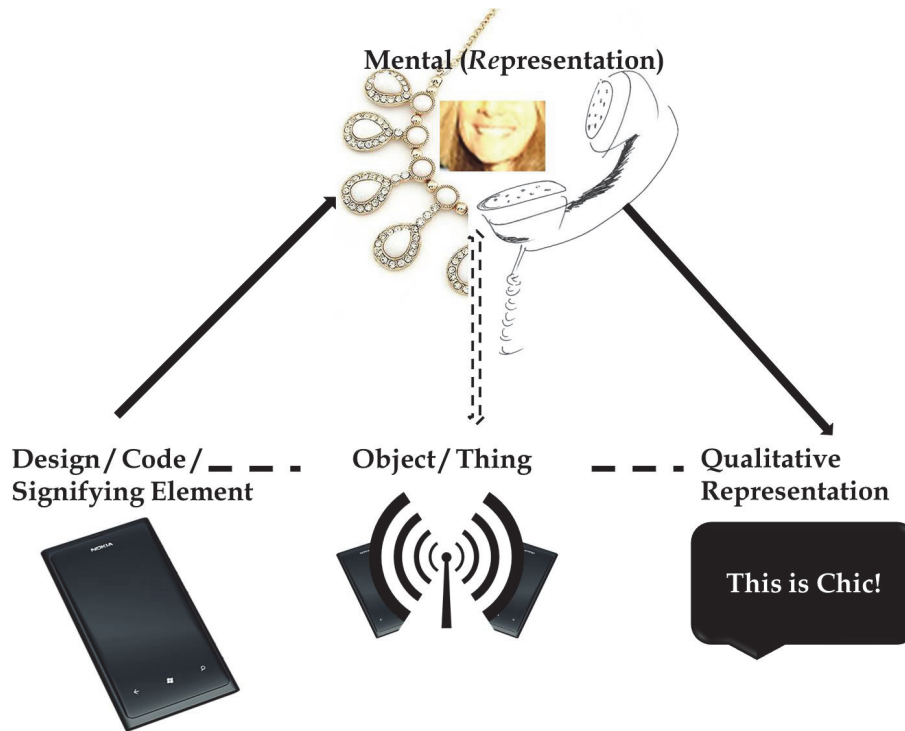 Mental (Representation)
Design / Code /
Signifying Element
Object / Thing
Qualitative
Representation
NOKIA
This is Chic!